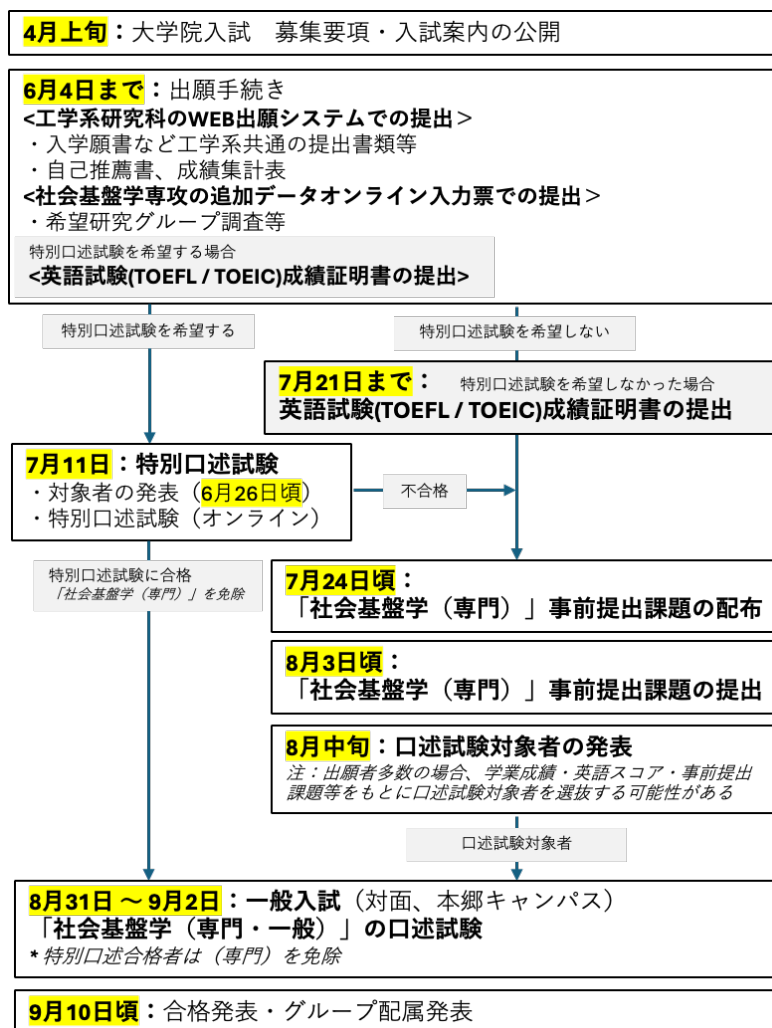 4月上旬：大学院入試　募集要項・入試案内の公開
6月4日まで：出願手続き
<工学系研究科のWEB出願システムでの提出＞
・入学願書など工学系共通の提出書類等
・自己推薦書、成績集計表
<社会基盤学専攻の追加データオンライン入力票での提出＞
・希望研究グループ調査等
特別口述試験を希望する場合
<英語試験(TOEFL / TOEIC)成績証明書の提出>
特別口述試験を希望する
特別口述試験を希望しない
7月21日まで：　特別口述試験を希望しなかった場合
英語試験(TOEFL / TOEIC)成績証明書の提出
7月11日：特別口述試験
・対象者の発表（6月26日頃）
・特別口述試験（オンライン）
不合格
特別口述試験に合格
「社会基盤学（専門）」を免除
7月24日頃：
「社会基盤学（専門）」事前提出課題の配布
8月3日頃：
「社会基盤学（専門）」事前提出課題の提出
8月中旬：口述試験対象者の発表
注：出願者多数の場合、学業成績・英語スコア・事前提出
課題等をもとに口述試験対象者を選抜する可能性がある
口述試験対象者
8月31日 ～ 9月2日：一般入試（対面、本郷キャンパス）
「社会基盤学（専門・一般）」の口述試験
* 特別口述合格者は（専門）を免除
9月10日頃：合格発表・グループ配属発表